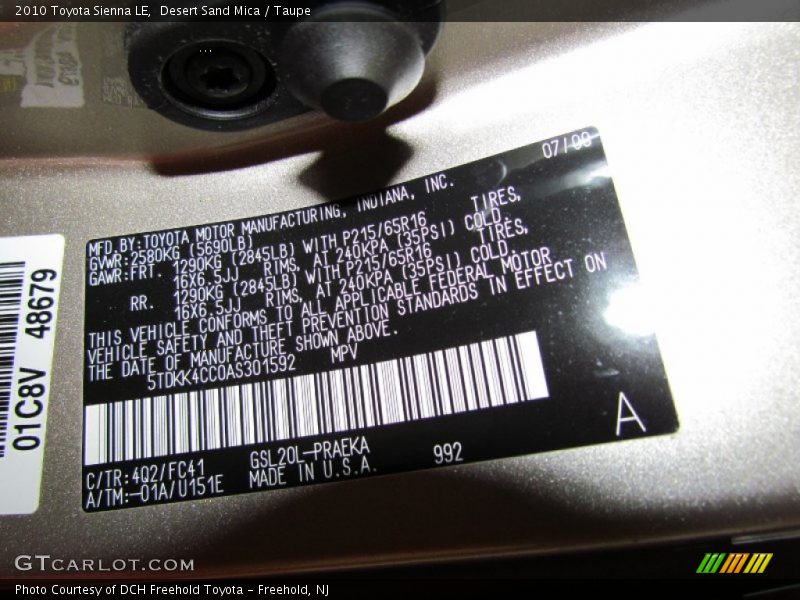 2010 Toyota Sienna LE,  Desert Sand Mica / Taupe
07/09
MFD.BY:TOYOTA MOTOR MANUFACTURING, INDIANA, INC.
GVWR:2580KG (5690LB)
GAWR:FRT. 1290KG (2845LB) WITH P215/65R16 TIRES,
16X6.5JJ RIMS, AT 240KPA (35PSI) COLD.
RR. 1290KG (2845LB) WITH P215/65R16 TIRES,
16X6.5JJ RIMS, AT 240KPA (35PSI) COLD.
THIS VEHICLE CONFORMS TO ALL APPLICABLE FEDERAL MOTOR
VEHICLE SAFETY AND THEFT PREVENTION STANDARDS IN EFFECT ON
THE DATE OF MANUFACTURE SHOWN ABOVE.
5TDKK4CC0AS301592 MPV
C/TR:4Q2/FC41 GSL20L-PRAEKA 992
A/TM:-01A/U151E MADE IN U.S.A.
A
01C8V 48679
GTCARLOT.COM
Photo Courtesy of DCH Freehold Toyota - Freehold, NJ